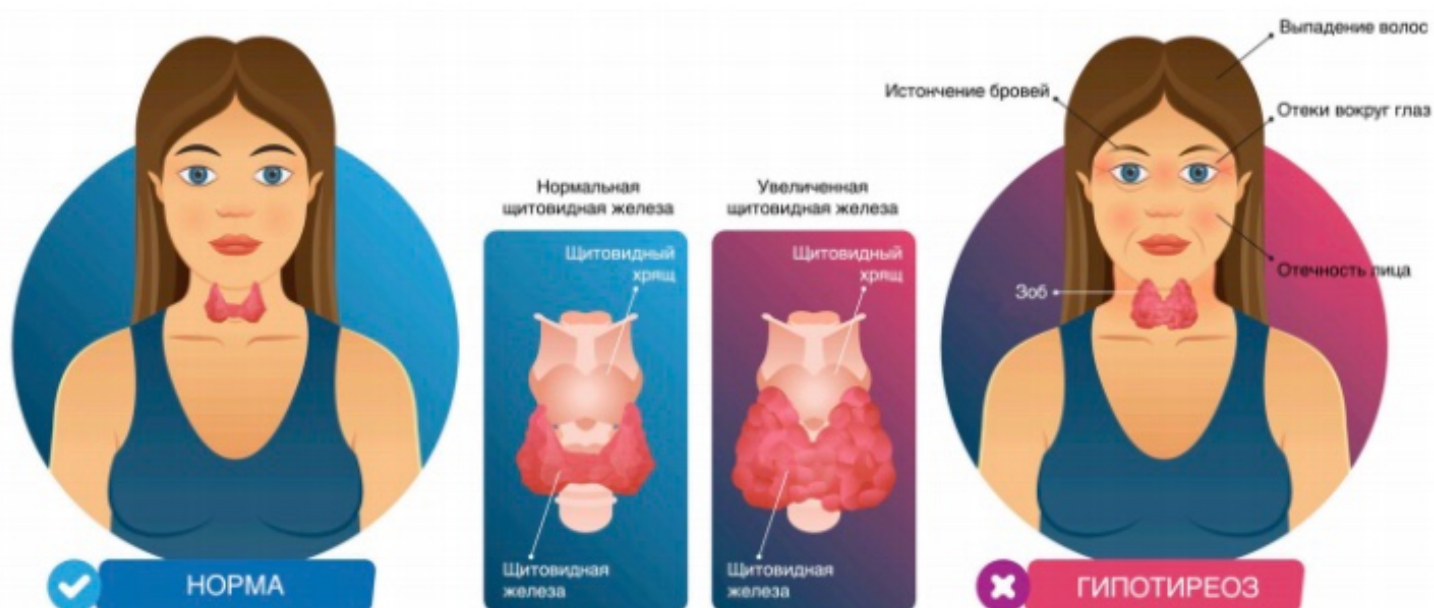 Выпадение волос
Истончение бровей
Отеки вокруг глаз
Нормальная
щитовидная железа
Увеличенная
щитовидная железа
Щитовидный
хрящ
Щитовидный
хрящ
Отечность лица
Зоб
Щитовидная
железа
Щитовидная
железа
НОРМА
ГИПОТИРЕОЗ